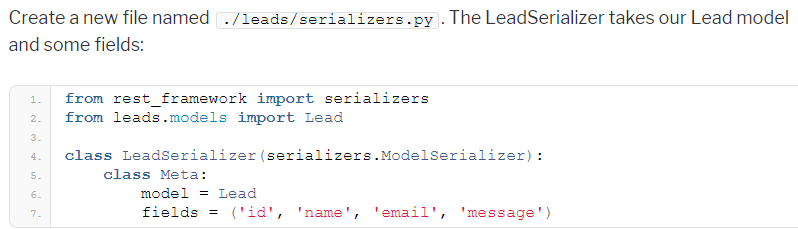 Create a new file named ./leads/serializers.py. The LeadSerializer takes our Lead model
and some fields:
1. from rest_framework import serializers
2. from leads.models import Lead
3.
4. class LeadSerializer(serializers.ModelSerializer):
5.     class Meta:
6.         model = Lead
7.         fields = ('id', 'name', 'email', 'message')